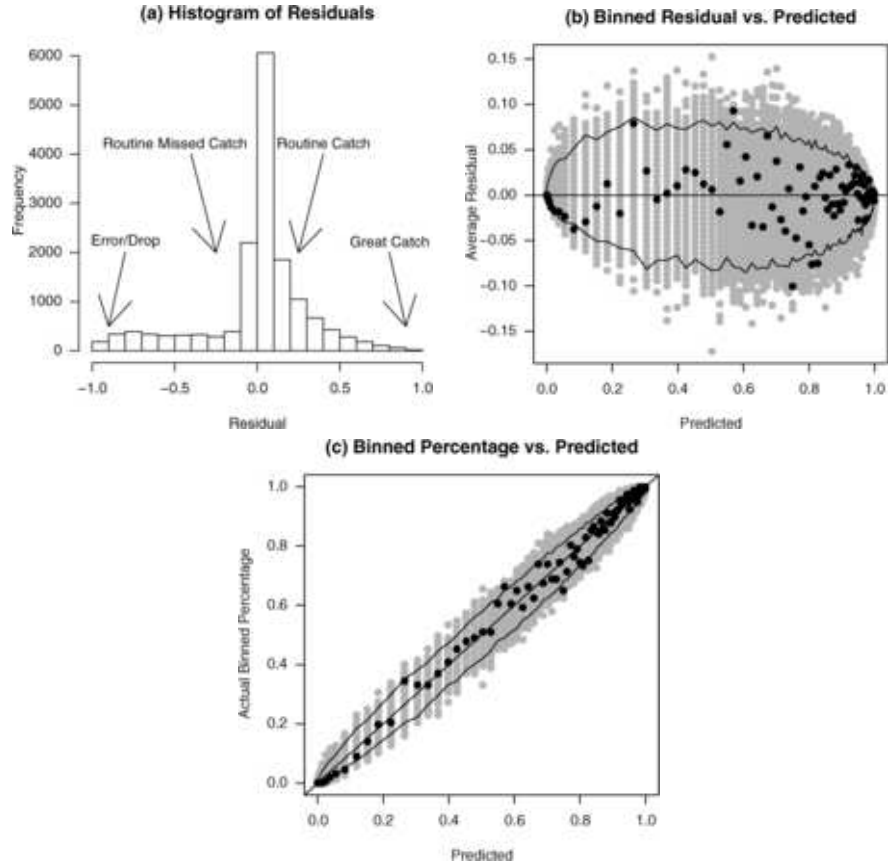 (a) Histogram of Residuals
Frequency
6000
5000
4000
3000
2000
1000
0
Routine Missed Catch
Routine Catch
Error/Drop
Great Catch
−1.0 −0.5 0.0 0.5 1.0
Residual
(b) Binned Residual vs. Predicted
Average Residual
0.15
0.10
0.05
0.00
−0.05
−0.10
−0.15
0.0 0.2 0.4 0.6 0.8 1.0
Predicted
(c) Binned Percentage vs. Predicted
Actual Binned Percentage
1.0
0.8
0.6
0.4
0.2
0.0
0.0 0.2 0.4 0.6 0.8 1.0
Predicted